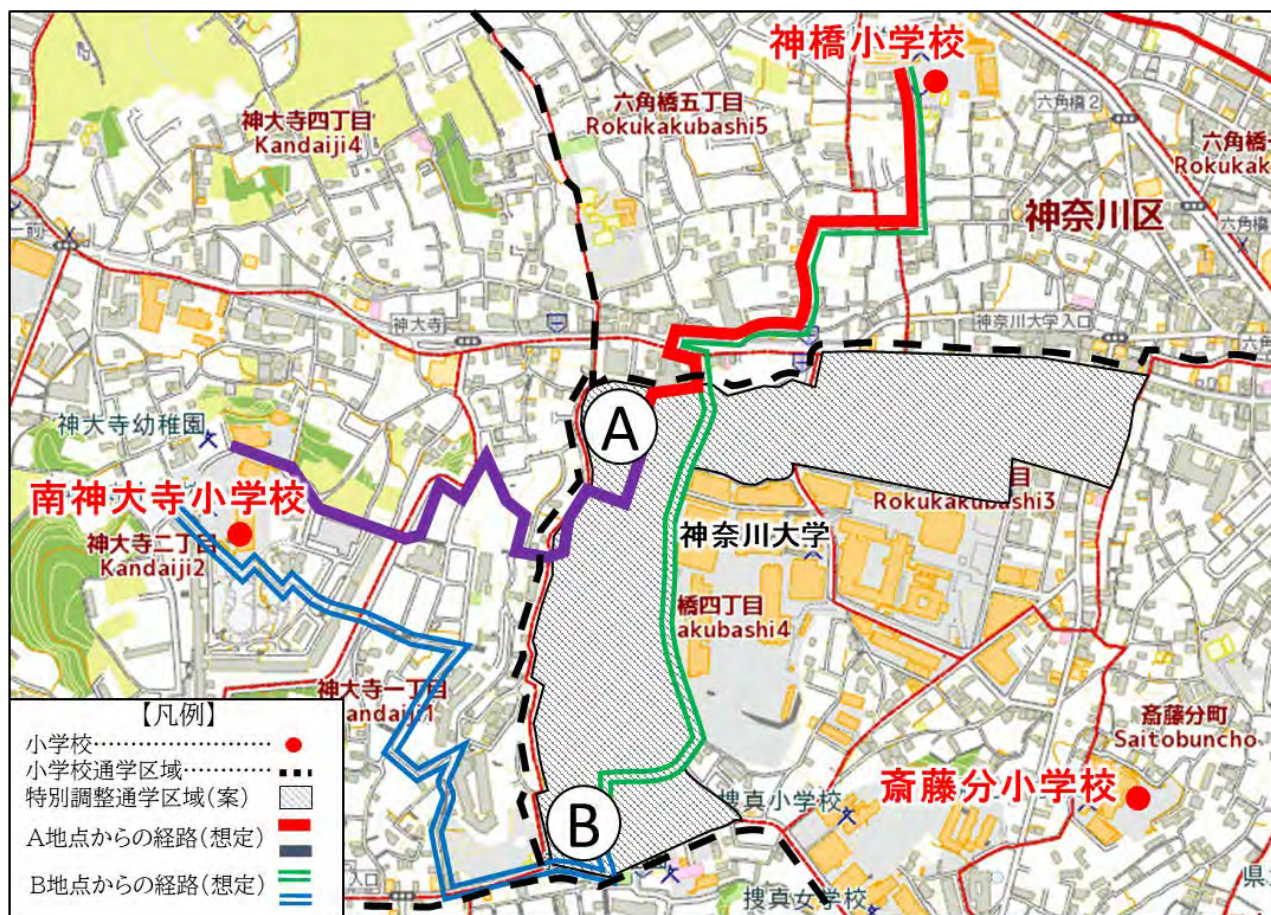 神橋小学校
六角橋五丁目
Rokukakubashi5
六角橋2
神大寺四丁目
Kandaiji4
Rokuka
神奈川区
六角橋
神大寺
神奈川大学入口
神大寺幼稚園
A
南神大寺小学校
神大寺二丁目
Kandaiji2
目
Rokukakubashi3
神奈川大学
橋四丁目
akubashi4
神大寺一丁目
Kandaiji1
斎藤分町
Saitobuncho
捜真小学校
斎藤分小学校
B
捜真女学校
入口
県
【凡例】
小学校
小学校通学区域
特別調整通学区域(案)
A地点からの経路(想定)
B地点からの経路(想定)